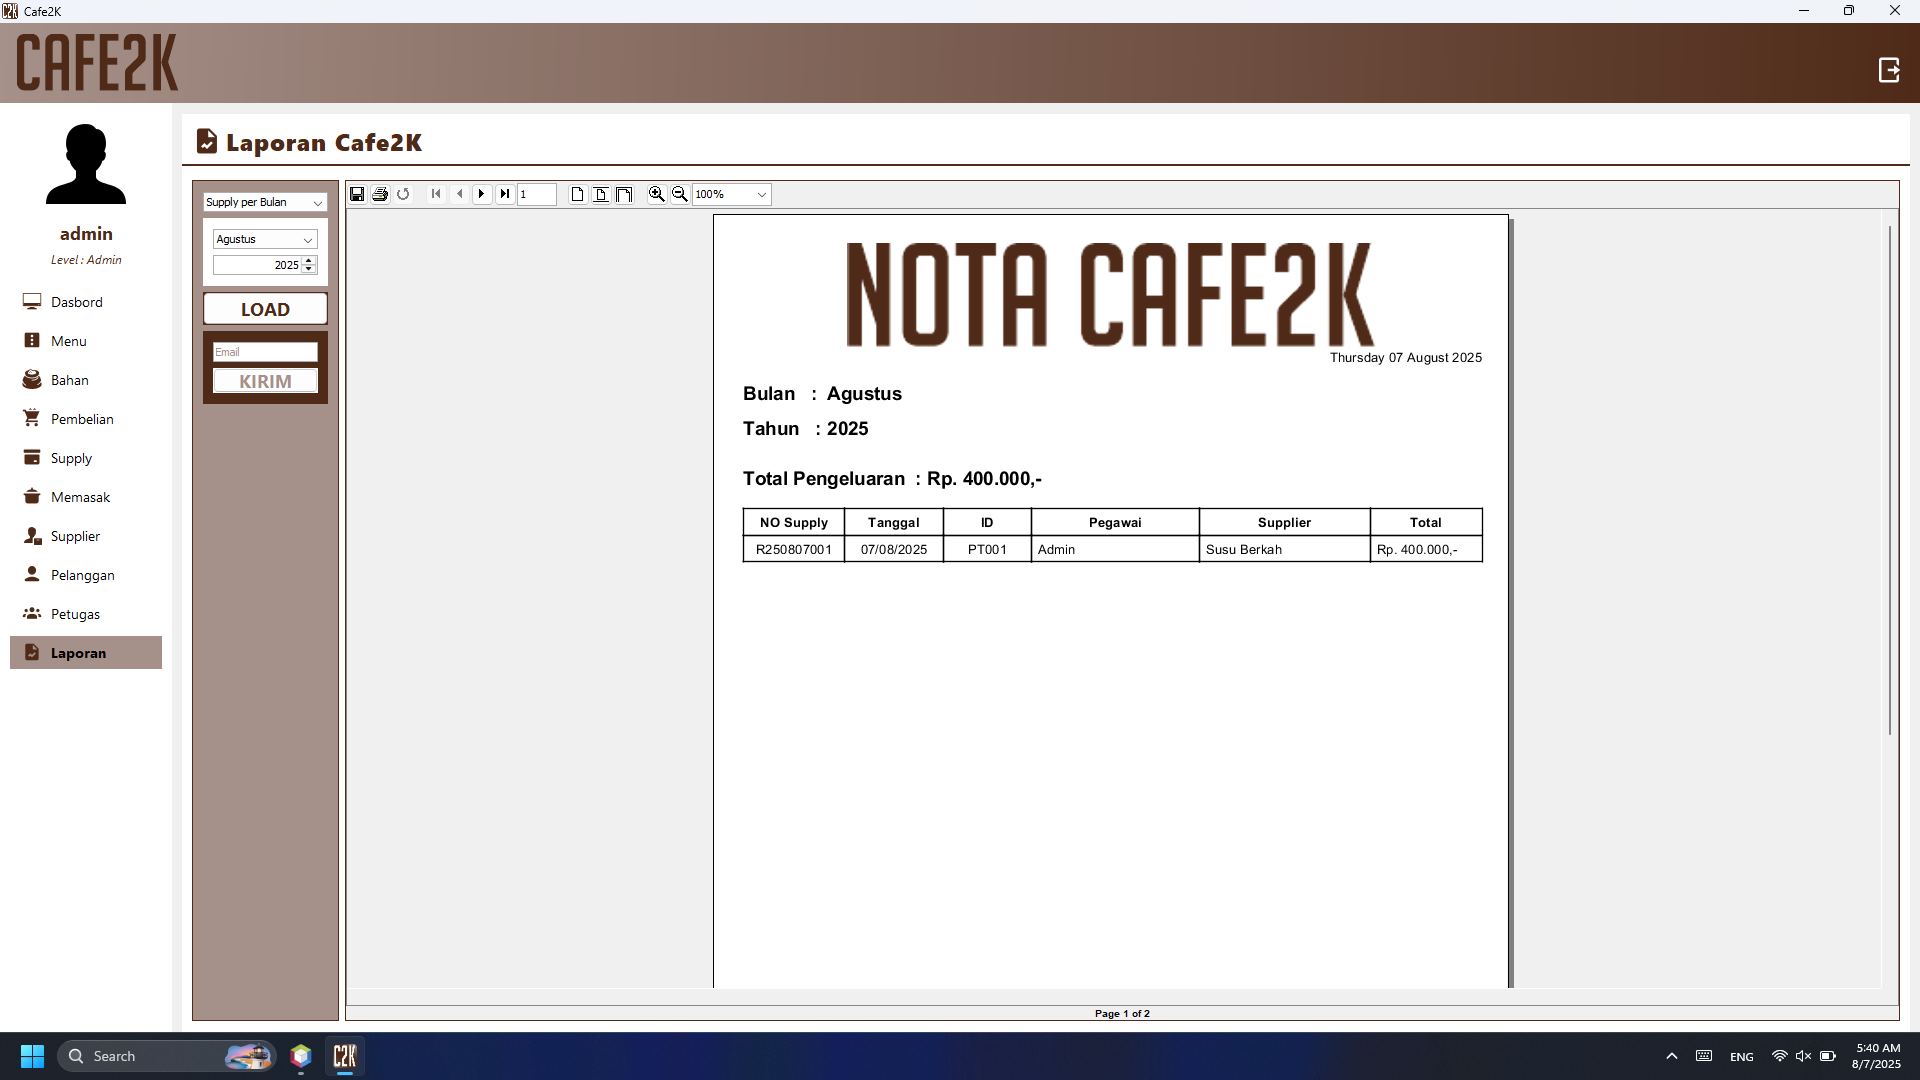 Cafe2K
CAFE2K
admin
Level : Admin
Dasbord
Menu
Bahan
Pembelian
Supply
Memasak
Supplier
Pelanggan
Petugas
Laporan
Laporan Cafe2K
Supply per Bulan
Agustus
2025
LOAD
Email
KIRIM
1
100%
NOTA CAFE2K
Thursday 07 August 2025
Bulan : Agustus
Tahun : 2025
Total Pengeluaran : Rp. 400.000,-
NO Supply Tanggal ID Pegawai Supplier Total
R250807001 07/08/2025 PT001 Admin Susu Berkah Rp. 400.000,-
Page 1 of 2
Search
C2K
ENG
5:40 AM
8/7/2025